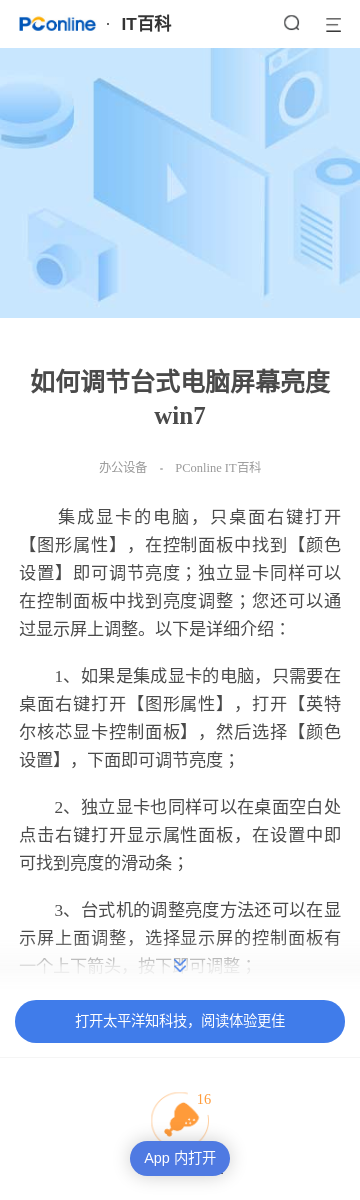 PConline · IT百科
如何调节台式电脑屏幕亮度
win7
办公设备 - PConline IT百科
集成显卡的电脑，只桌面右键打开
【图形属性】，在控制面板中找到【颜色
设置】即可调节亮度；独立显卡同样可以
在控制面板中找到亮度调整；您还可以通
过显示屏上调整。以下是详细介绍：
1、如果是集成显卡的电脑，只需要在
桌面右键打开【图形属性】，打开【英特
尔核芯显卡控制面板】，然后选择【颜色
设置】，下面即可调节亮度；
2、独立显卡也同样可以在桌面空白处
点击右键打开显示属性面板，在设置中即
可找到亮度的滑动条；
3、台式机的调整亮度方法还可以在显
示屏上面调整，选择显示屏的控制面板有
一个上下箭头，按下即可调整；
打开太平洋知科技，阅读体验更佳
16
App 内打开